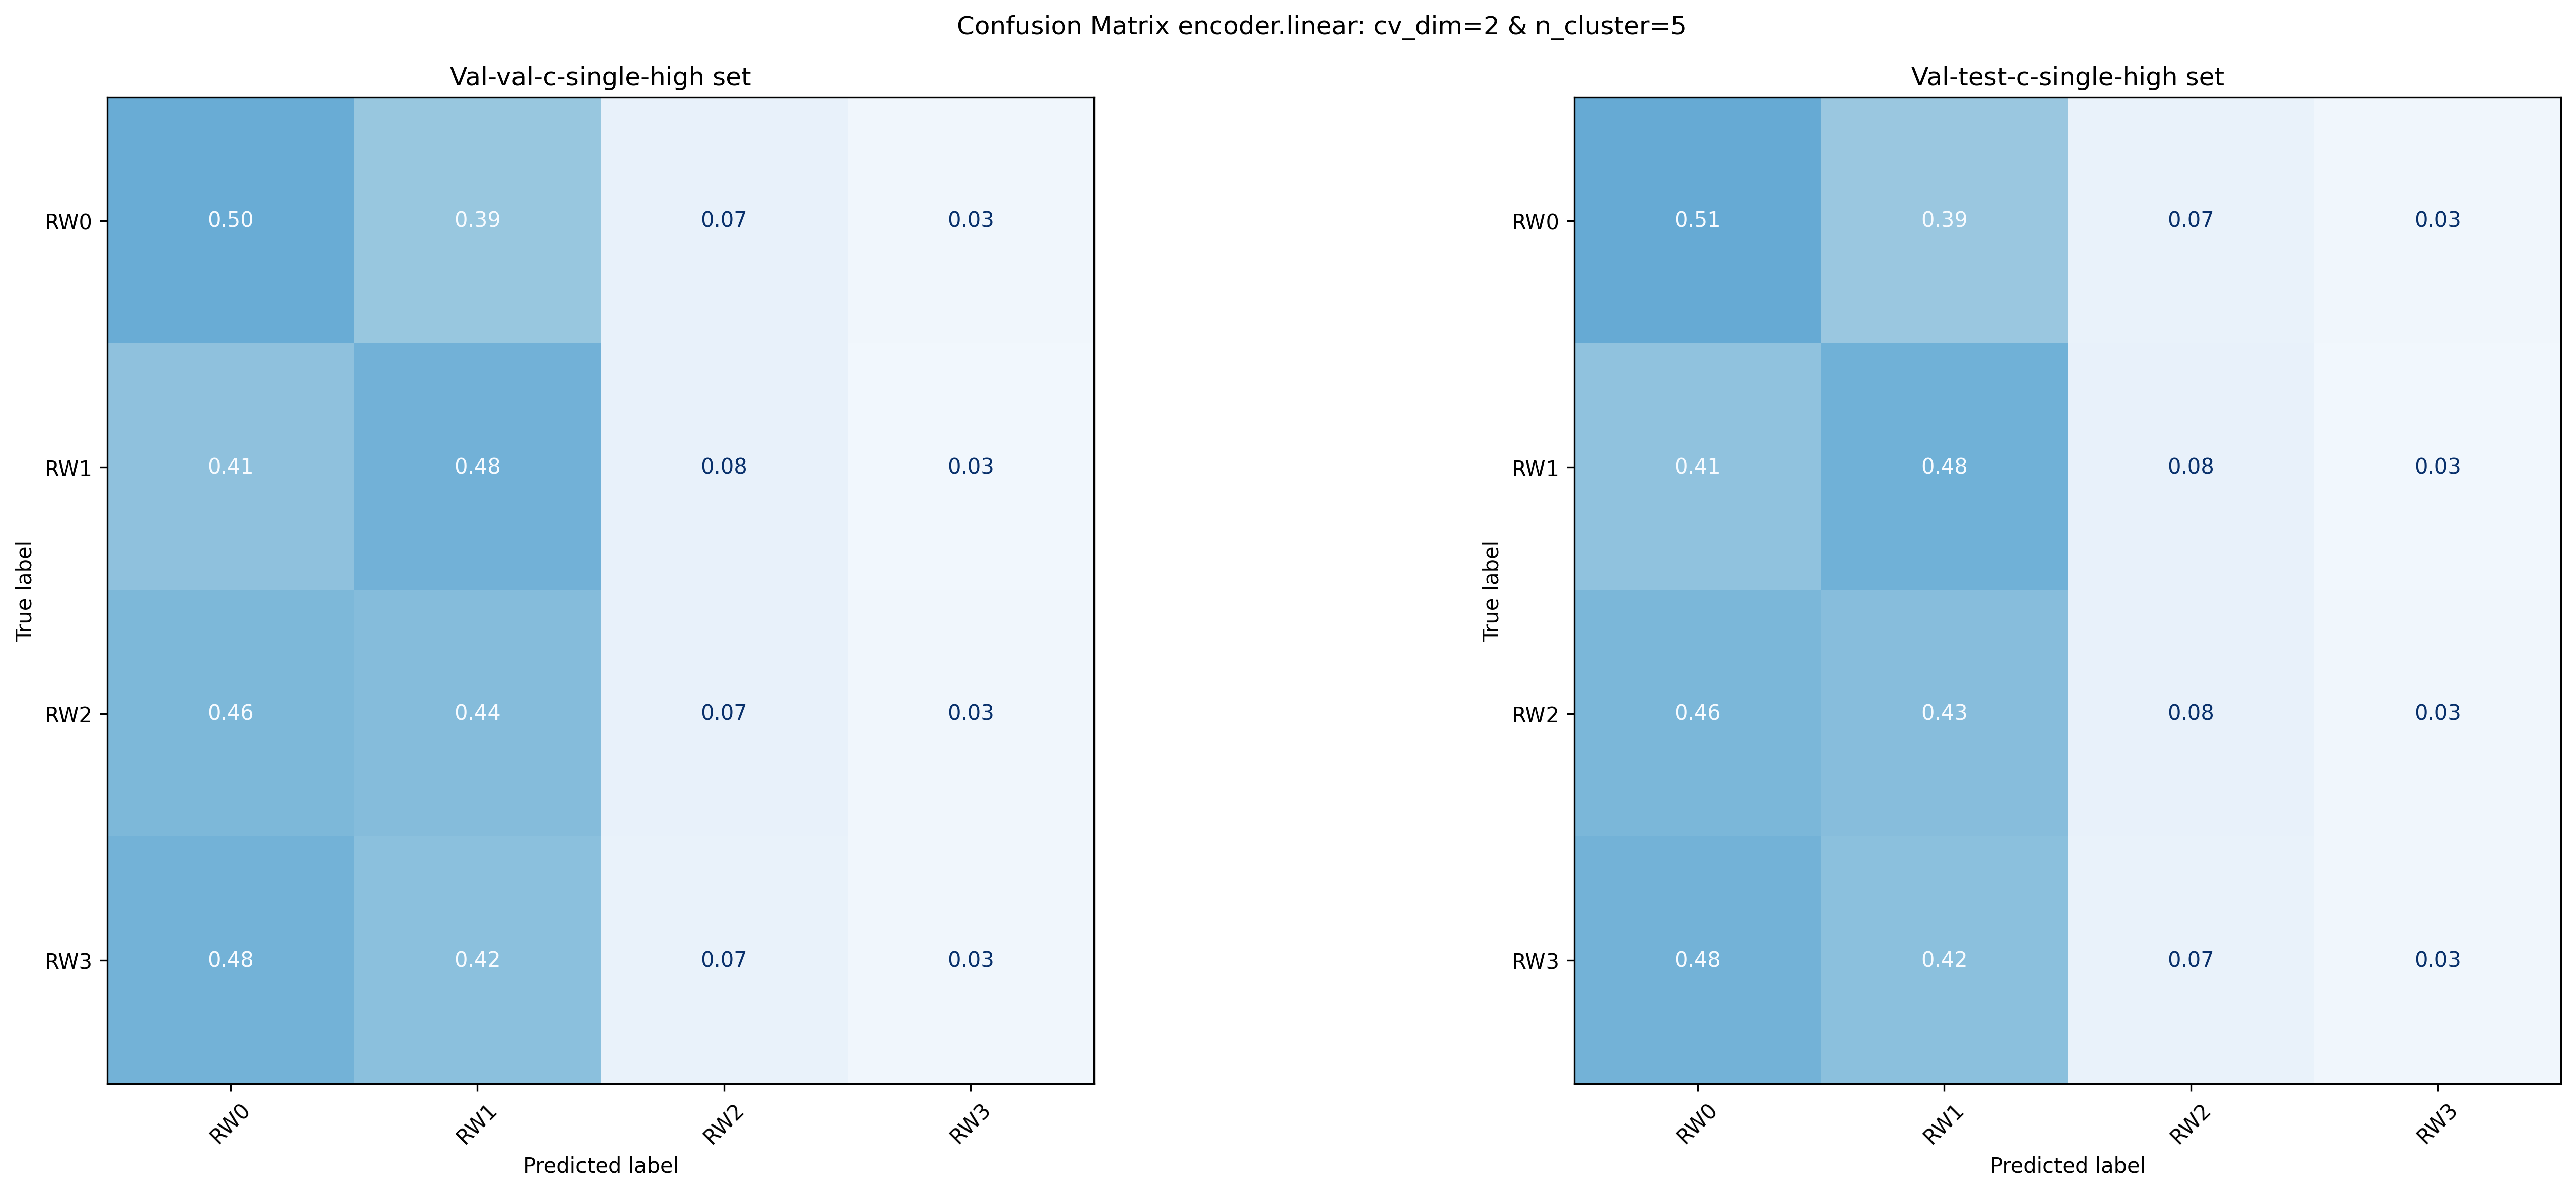 Confusion Matrix encoder.linear: cv_dim=2 & n_cluster=5
Val-val-c-single-high set
True label
RW0
0.50 0.39 0.07 0.03
RW1
0.41 0.48 0.08 0.03
RW2
0.46 0.44 0.07 0.03
RW3
0.48 0.42 0.07 0.03
RW0 RW1 RW2 RW3
Predicted label
Val-test-c-single-high set
True label
RW0
0.51 0.39 0.07 0.03
RW1
0.41 0.48 0.08 0.03
RW2
0.46 0.43 0.08 0.03
RW3
0.48 0.42 0.07 0.03
RW0 RW1 RW2 RW3
Predicted label